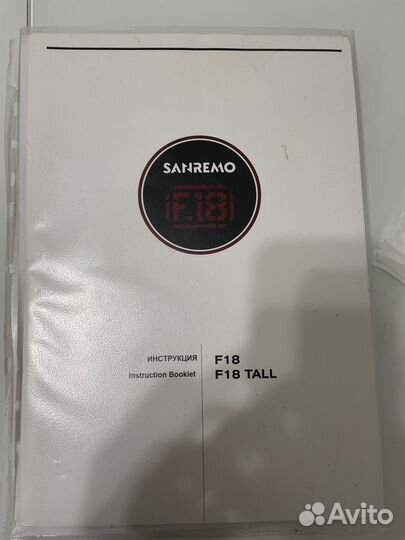 SANREMO
F.18
ИНСТРУКЦИЯ F18
Instruction Booklet F18 TALL
Avito